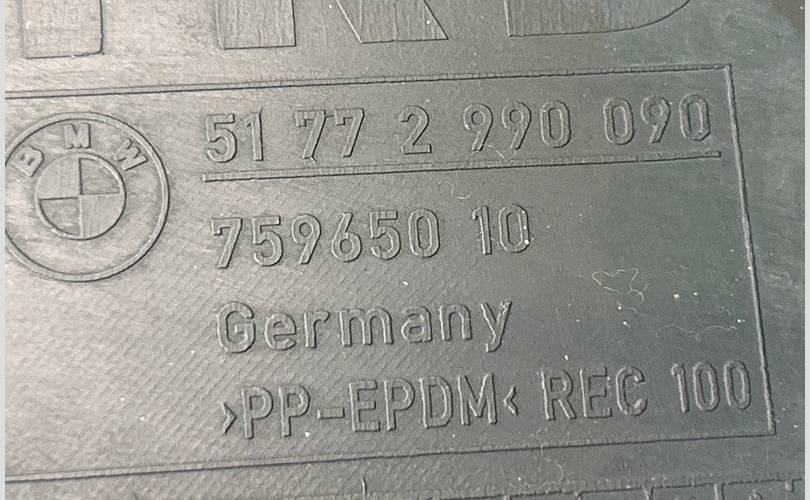 BMW
51 77 2 990 090
759650 10
Germany
>PP-EPDM< REC 100